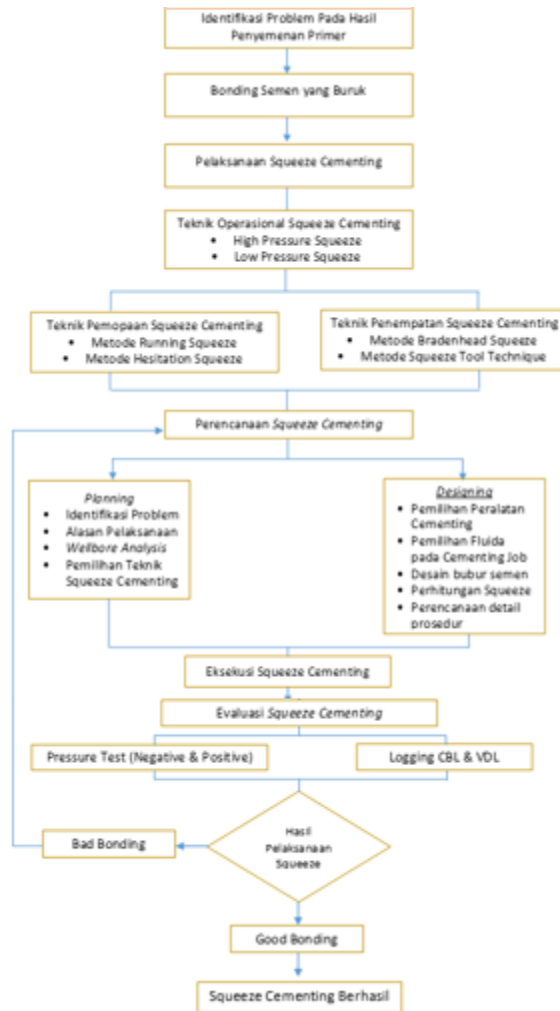 Identifikasi Problem Pada Hasil
Penyemenan Primer
Bonding Semen yang Buruk
Pelaksanaan Squeeze Cementing
Teknik Operasional Squeeze Cementing
• High Pressure Squeeze
• Low Pressure Squeeze
Teknik Pemopaan Squeeze Cementing
• Metode Running Squeeze
• Metode Hesitation Squeeze
Teknik Penempatan Squeeze Cementing
• Metode Bradenhead Squeeze
• Metode Squeeze Tool Technique
Perencanaan Squeeze Cementing
Planning
• Identifikasi Problem
• Alasan Pelaksanaan
• Wellbore Analysis
• Pemilihan Teknik
Squeeze Cementing
Designing
• Pemilihan Peralatan
Cementing
• Pemilihan Fluida
pada Cementing Job
• Desain bubur semen
• Perhitungan Squeeze
• Perencanaan detail
prosedur
Eksekusi Squeeze Cementing
Evaluasi Squeeze Cementing
Pressure Test (Negative & Positive)
Logging CBL & VDL
Hasil
Pelaksanaan
Squeeze
Bad Bonding
Good Bonding
Squeeze Cementing Berhasil